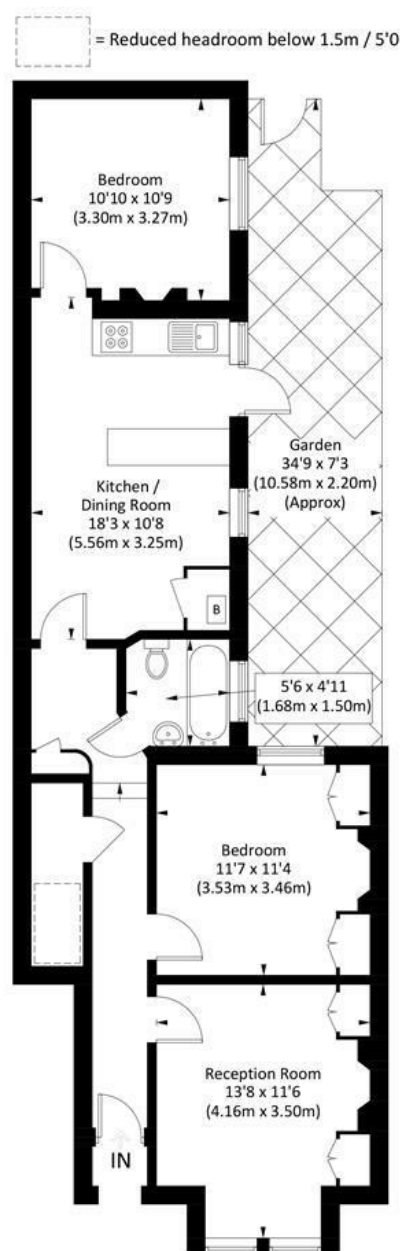 = Reduced headroom below 1.5m / 5'0
Bedroom
10'10 x 10'9
(3.30m x 3.27m)
Garden
34'9 x 7'3
(10.58m x 2.20m)
(Approx)
Kitchen /
Dining Room
18'3 x 10'8
(5.56m x 3.25m)
B
5'6 x 4'11
(1.68m x 1.50m)
Bedroom
11'7 x 11'4
(3.53m x 3.46m)
Reception Room
13'8 x 11'6
(4.16m x 3.50m)
IN